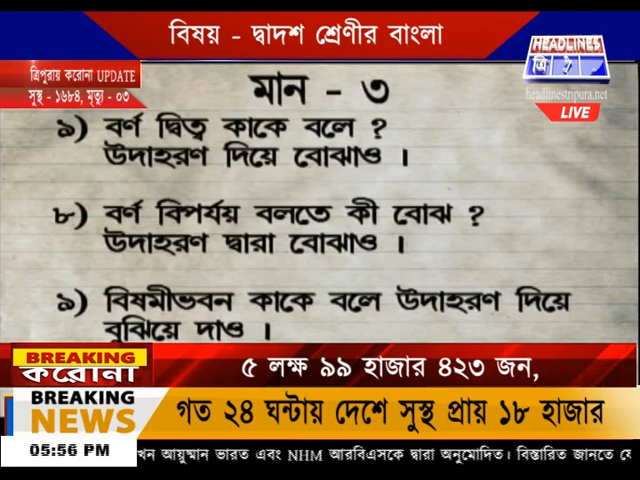 বিষয় - দ্বাদশ শ্রেণীর বাংলা
HEADLINES
headlinestripura.net
LIVE
ত্রিপুরায় করোনা UPDATE
সুস্থ - ১৬৮৪, মৃত্যু - ০৩
মান - ৩
৯) বর্ণ দ্বিত্ব কাকে বলে ?
উদাহরণ দিয়ে বোঝাও ।
৮) বর্ণ বিপর্যয় বলতে কী বোঝ ?
উদাহরণ দ্বারা বোঝাও ।
৯) বিষমীভবন কাকে বলে উদাহরণ দিয়ে
বুঝিয়ে দাও ।
BREAKING
করোনা
৫ লক্ষ ৯৯ হাজার ৪২৩ জন,
BREAKING
NEWS
গত ২৪ ঘন্টায় দেশে সুস্থ প্রায় ১৮ হাজার
05:56 PM
আয়ুষ্মান ভারত এবং NHM আরবিএসকে দ্বারা অনুমোদিত। বিস্তারিত জানতে